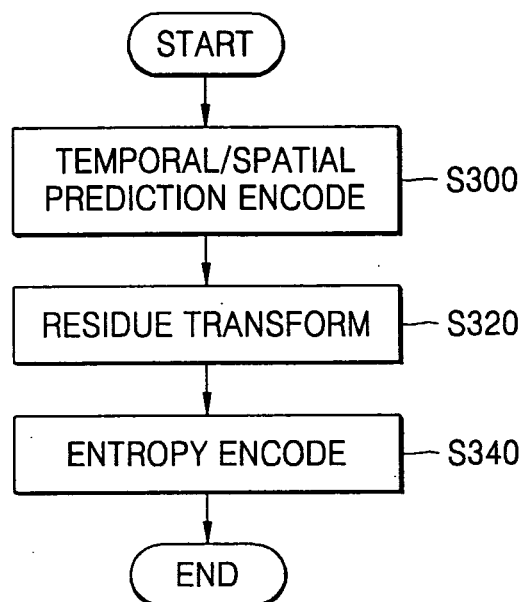 START
TEMPORAL/SPATIAL
PREDICTION ENCODE
S300
RESIDUE TRANSFORM
S320
ENTROPY ENCODE
S340
END